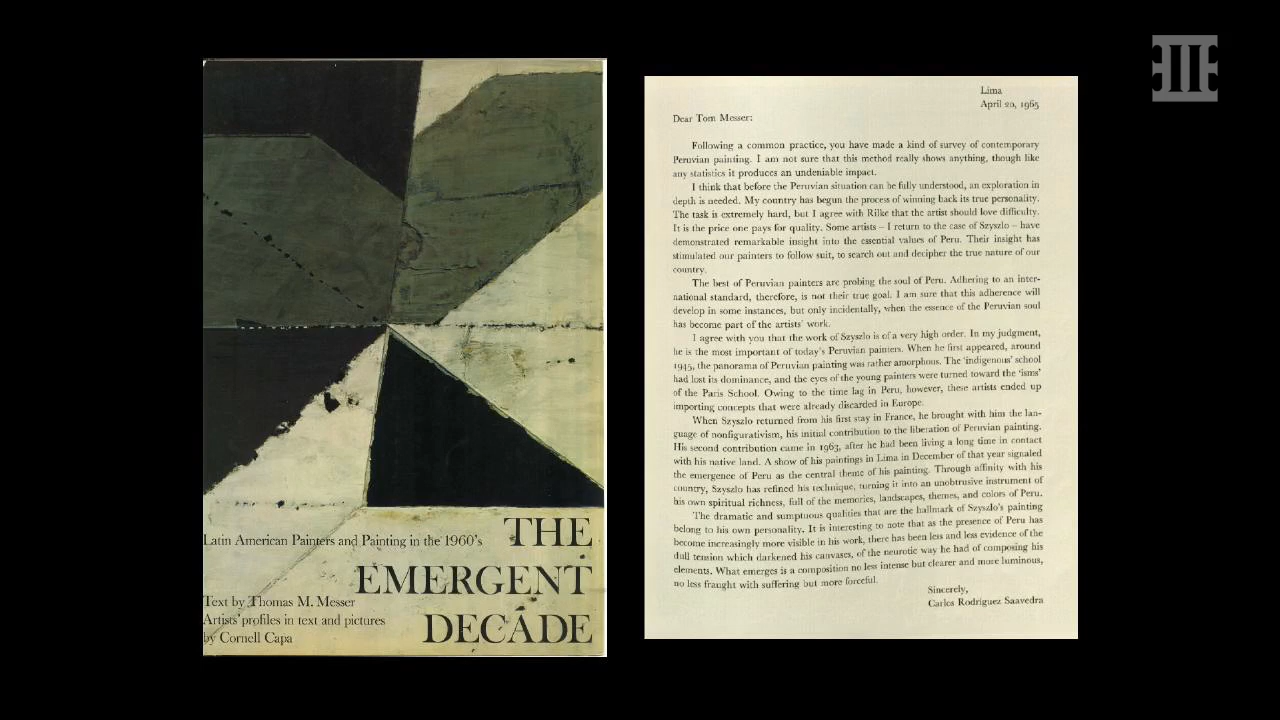 Latin American Painters and Painting in the 1960's
THE
EMERGENT
DECADE
Text by Thomas M. Messer
Artists' profiles in text and pictures
by Cornell Capa
Lima
April 20, 1965
Dear Tom Messer:
Following a common practice, you have made a kind of survey of contemporary
Peruvian painting. I am not sure that this method really shows anything, though like
any statistics it produces an undeniable impact.
I think that before the Peruvian situation can be fully understood, an exploration in
depth is needed. My country has begun the process of winning back its true personality.
The task is extremely hard, but I agree with Rilke that the artist should love difficulty.
It is the price one pays for quality. Some artists – I return to the case of Szyszlo – have
demonstrated remarkable insight into the essential values of Peru. Their insight has
stimulated our painters to follow suit, to search out and decipher the true nature of our
country.
The best of Peruvian painters are probing the soul of Peru. Adhering to an inter-
national standard, therefore, is not their true goal. I am sure that this adherence will
develop in some instances, but only incidentally, when the essence of the Peruvian soul
has become part of the artists' work.
I agree with you that the work of Szyszlo is of a very high order. In my judgment,
he is the most important of today's Peruvian painters. When he first appeared, around
1945, the panorama of Peruvian painting was rather amorphous. The 'indigenous' school
had lost its dominance, and the eyes of the young painters were turned toward the 'isms'
of the Paris School. Owing to the time lag in Peru, however, these artists ended up
importing concepts that were already discarded in Europe.
When Szyszlo returned from his first stay in France, he brought with him the lan-
guage of nonfigurativism, his initial contribution to the liberation of Peruvian painting.
His second contribution came in 1963, after he had been living a long time in contact
with his native land. A show of his paintings in Lima in December of that year signaled
the emergence of Peru as the central theme of his painting. Through affinity with his
country, Szyszlo has refined his technique, turning it into an unobtrusive instrument of
his own spiritual richness, full of the memories, landscapes, themes, and colors of Peru.
The dramatic and sumptuous qualities that are the hallmark of Szyszlo's painting
belong to his own personality. It is interesting to note that as the presence of Peru has
become increasingly more visible in his work, there has been less and less evidence of the
dull tension which darkened his canvases, of the neurotic way he had of composing his
elements. What emerges is a composition no less intense but clearer and more luminous,
no less fraught with suffering but more forceful.
Sincerely,
Carlos Rodríguez Saavedra